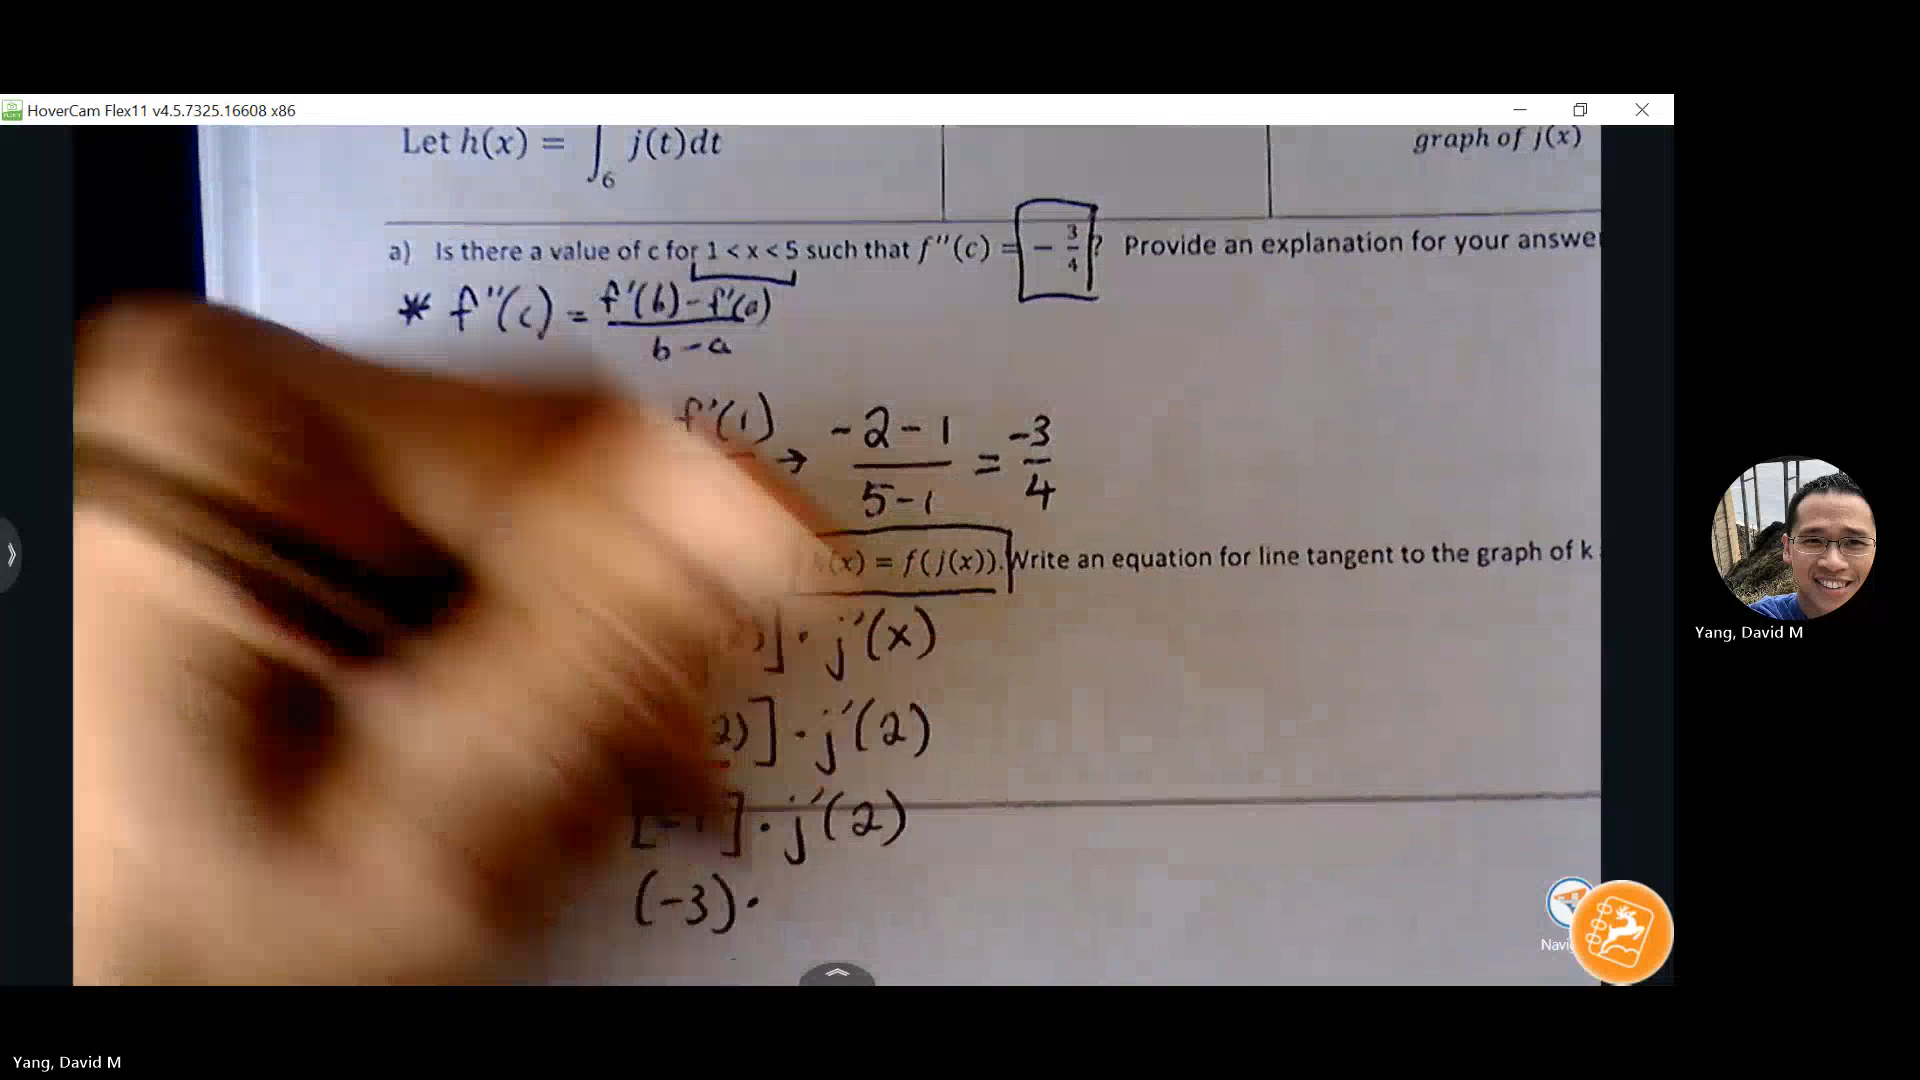 HoverCam Flex11 v4.5.7325.16608 x86
Let h(x) = ∫₆ j(t)dt
graph of j(x)
a) Is there a value of c for 1 < x < 5 such that f''(c) = - 3/4 ? Provide an explanation for your answe
* f''(c) = f'(b) - f'(a) / b - a
f'(1) → -2-1 / 5-1 = -3/4
(x) = f(j(x)). Write an equation for line tangent to the graph of k
]· j'(x)
2)]· j'(2)
[-1]· j'(2)
(-3)·
Navi
Yang, David M
Yang, David M